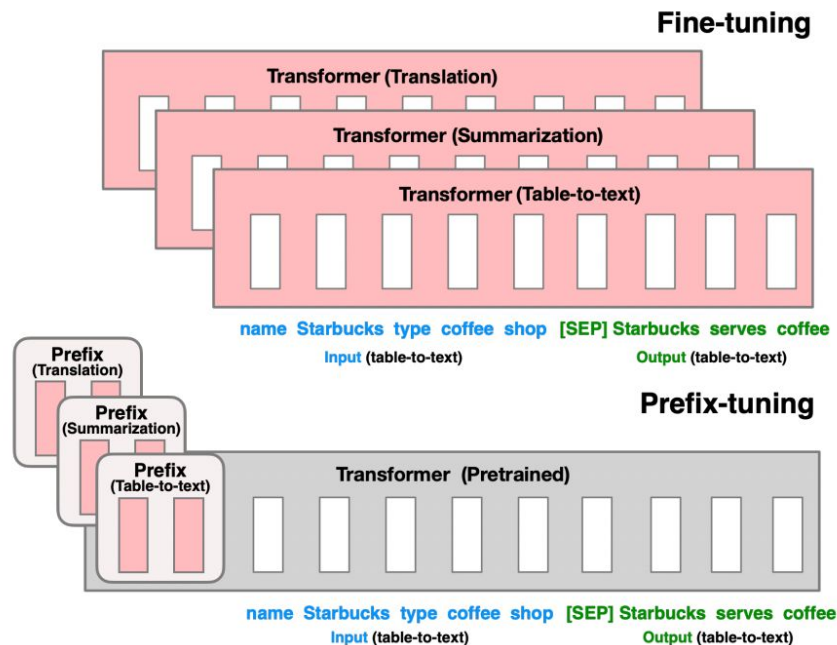 Fine-tuning
Transformer (Translation)
Transformer (Summarization)
Transformer (Table-to-text)
name Starbucks type coffee shop [SEP] Starbucks serves coffee
Input (table-to-text) Output (table-to-text)
Prefix-tuning
Prefix
(Translation)
Prefix
(Summarization)
Prefix
(Table-to-text)
Transformer (Pretrained)
name Starbucks type coffee shop [SEP] Starbucks serves coffee
Input (table-to-text) Output (table-to-text)